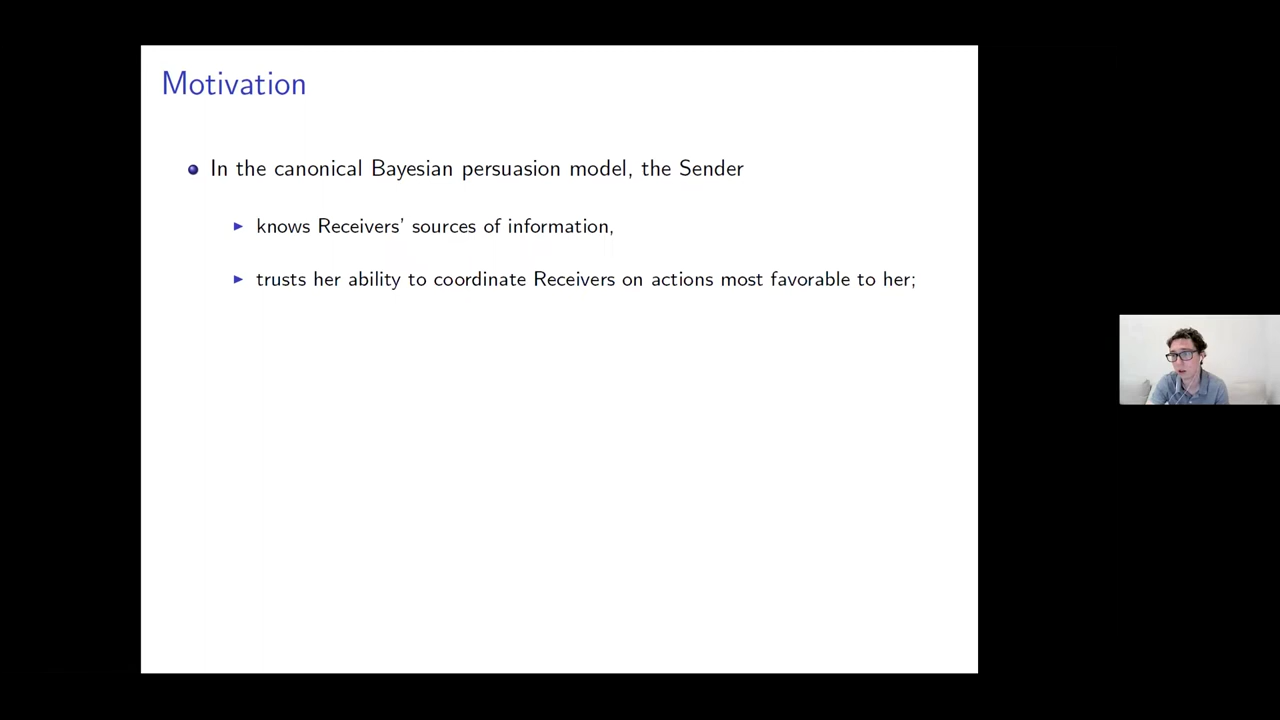 Motivation
In the canonical Bayesian persuasion model, the Sender
knows Receivers' sources of information,
trusts her ability to coordinate Receivers on actions most favorable to her;